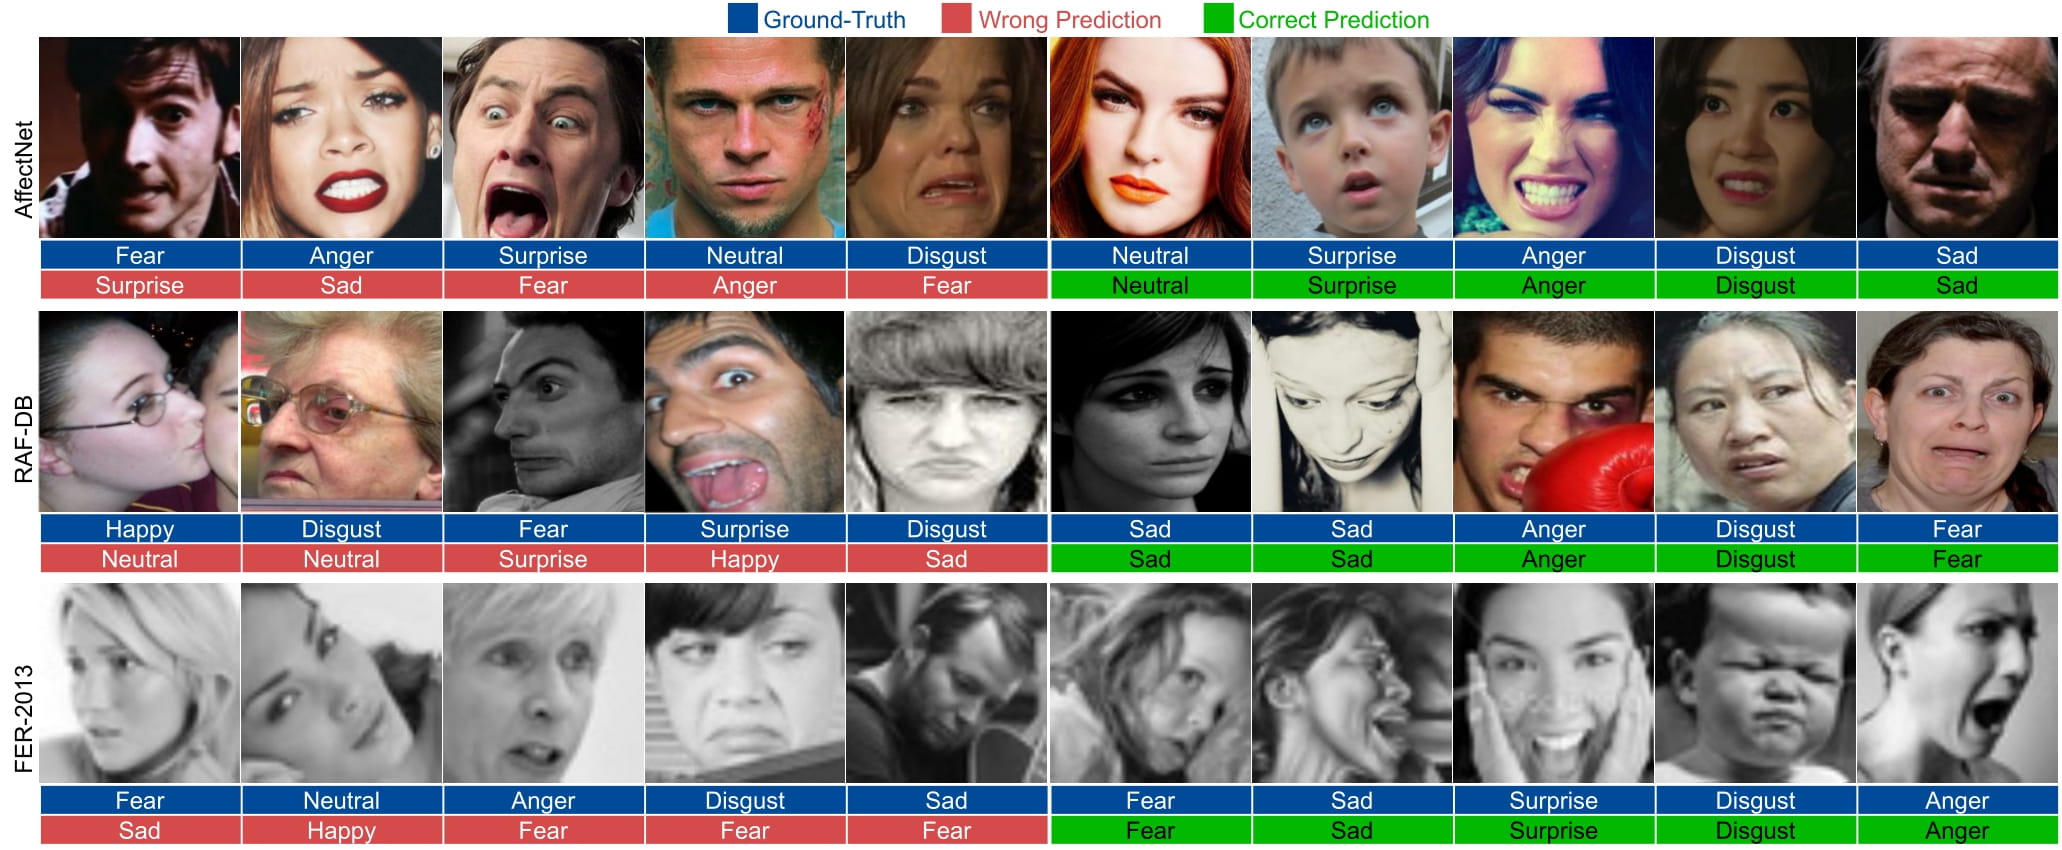 Ground-Truth Wrong Prediction Correct Prediction
AffectNet
Fear Anger Surprise Neutral Disgust Neutral Surprise Anger Disgust Sad
Surprise Sad Fear Anger Fear Neutral Surprise Anger Disgust Sad
RAF-DB
Happy Disgust Fear Surprise Disgust Sad Sad Anger Disgust Fear
Neutral Neutral Surprise Happy Sad Sad Sad Anger Disgust Fear
FER-2013
Fear Neutral Anger Disgust Sad Fear Sad Surprise Disgust Anger
Sad Happy Fear Fear Fear Fear Sad Surprise Disgust Anger